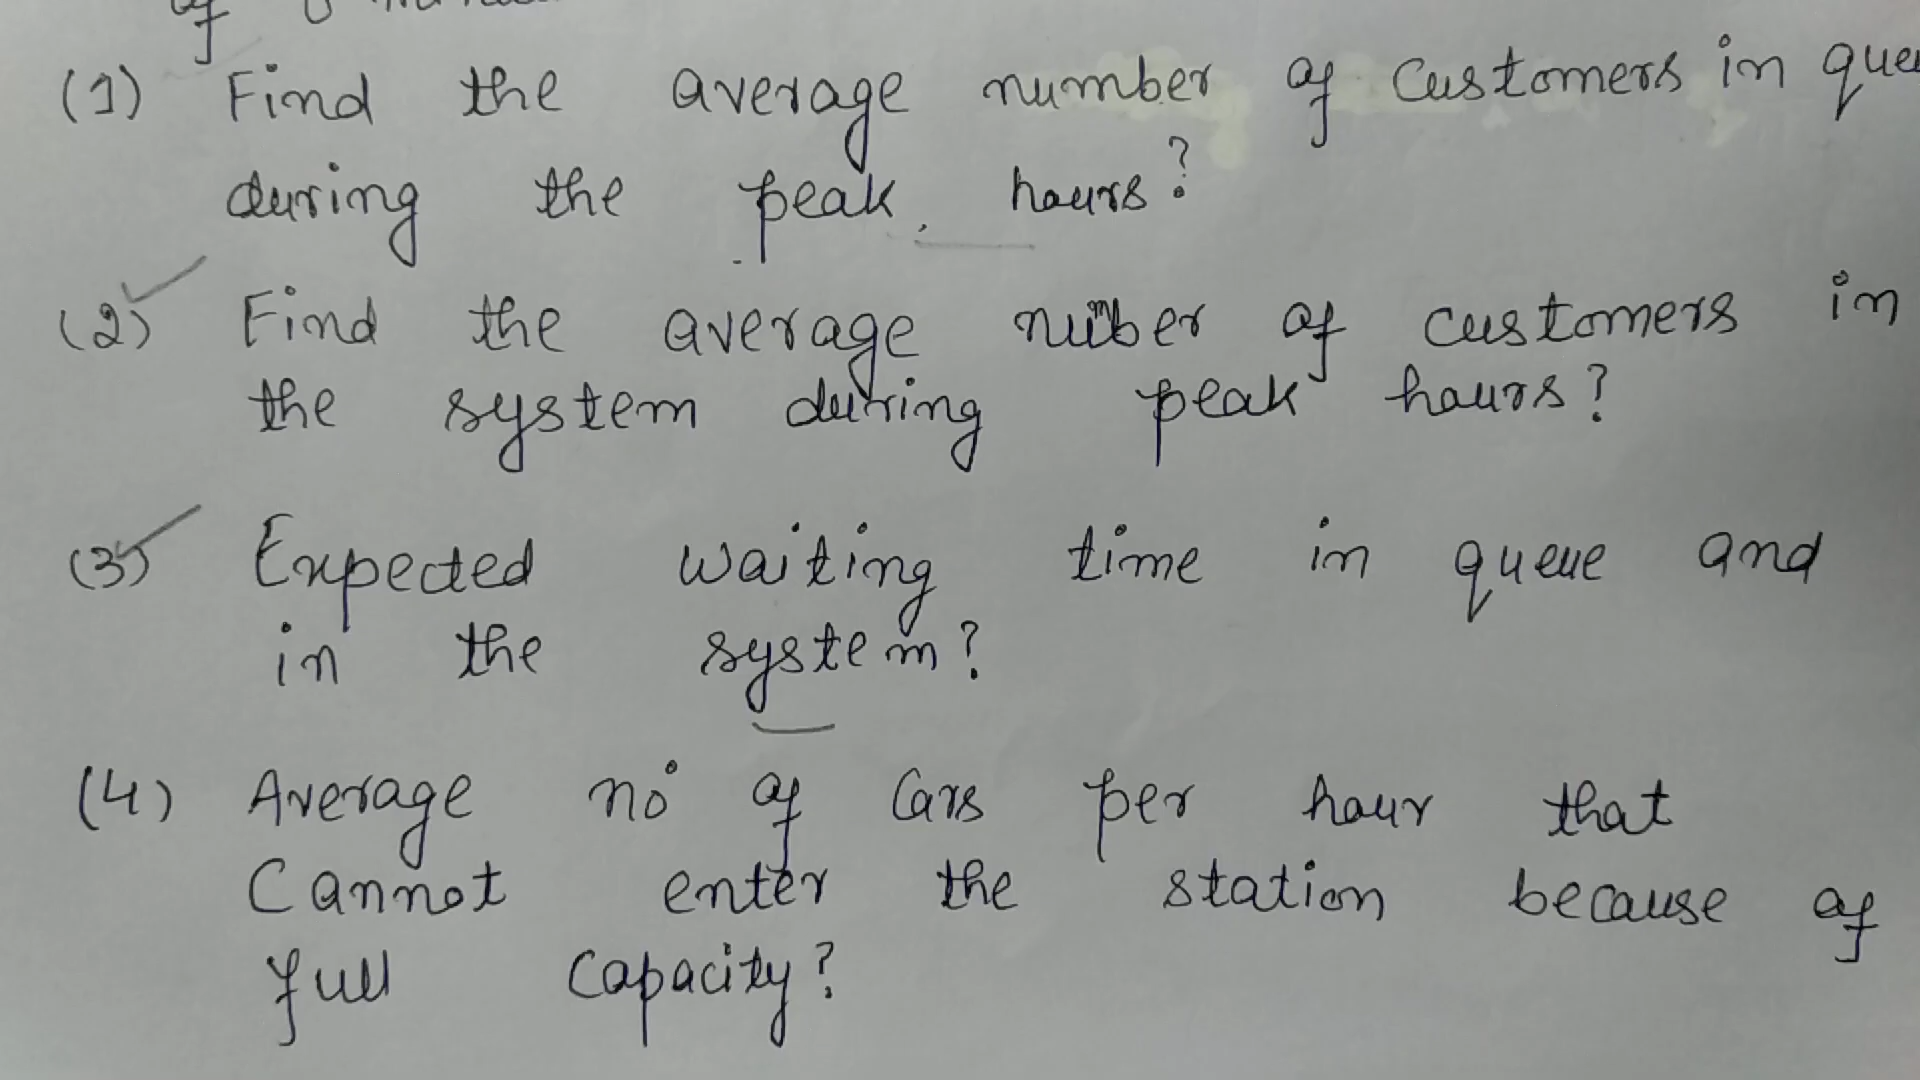 of
(1) Find the average number of customers in que
during the peak hours?
(2) Find the average number of customers in
the system during peak hours?
(3) Expected waiting time in queue and
in the system?
(4) Average no of Cars per hour that
Cannot enter the station because of
full Capacity?